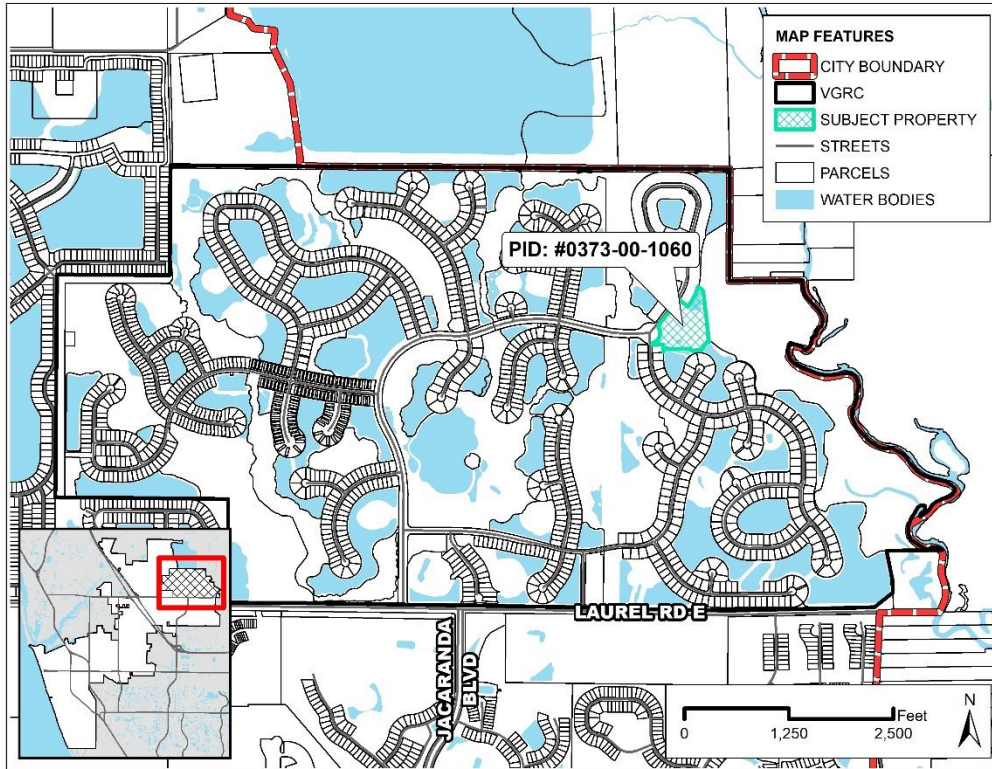 MAP FEATURES
CITY BOUNDARY
VGRC
SUBJECT PROPERTY
STREETS
PARCELS
WATER BODIES
PID: #0373-00-1060
LAUREL RD E
JACARANDA
BLVD
N
Feet
0 1,250 2,500